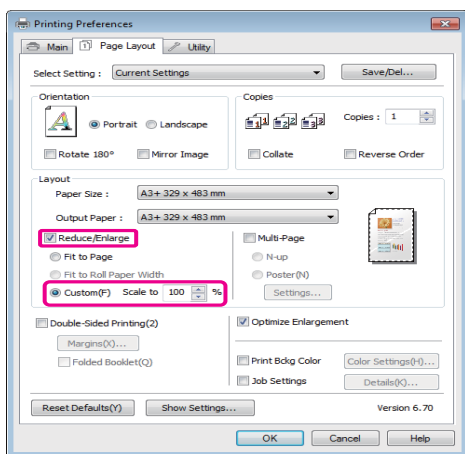 Printing Preferences
Main Page Layout Utility
Select Setting : Current Settings Save/Del...
Orientation
Portrait Landscape
Rotate 180° Mirror Image
Copies
Copies : 1
Collate Reverse Order
Layout
Paper Size : A3+ 329 x 483 mm
Output Paper : A3+ 329 x 483 mm
Reduce/Enlarge
Fit to Page
Fit to Roll Paper Width
Custom(F) Scale to 100 %
Multi-Page
N-up
Poster(N)
Settings...
Double-Sided Printing(2)
Margins(X)...
Folded Booklet(Q)
Optimize Enlargement
Print Bckg Color Color Settings(H)...
Job Settings Details(K)...
Reset Defaults(Y) Show Settings... Version 6.70
OK Cancel Help